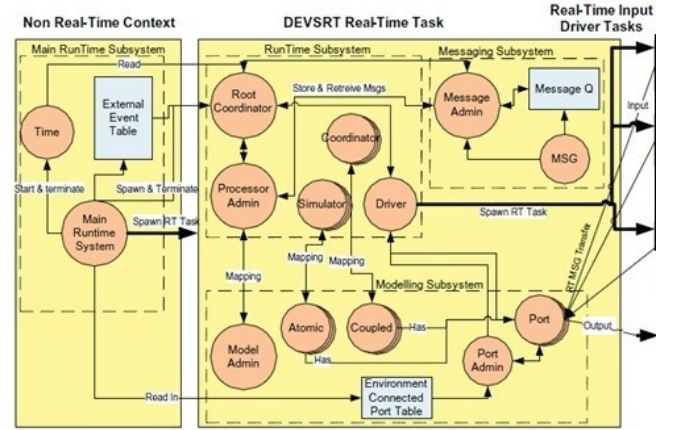 Non Real-Time Context
DEVSRT Real-Time Task
Real-Time Input
Driver Tasks
Main RunTime Subsystem
RunTime Subsystem
Messaging Subsystem
Read
Time
External
Event
Table
Root
Coordinator
Store & Retreive Msgs
Message
Admin
Message Q
Input
Coordinator
MSG
Start & terminate
Spawn & Terminate
Processor
Admin
Simulator
Driver
Main
Runtime
System
Spawn RT Task
Spawn RT Task
Mapping
Mapping
Mapping
RT MSG Transfer
Modelling Subsystem
Model
Admin
Atomic
Coupled
Has
Port
Output
Has
Port
Admin
Read In
Environment
Connected
Port Table